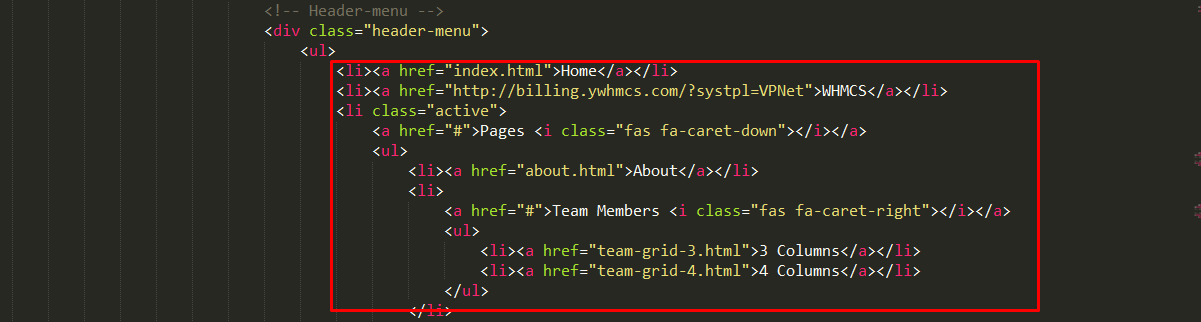 <!-- Header-menu -->
<div class="header-menu">
<ul>
<li><a href="index.html">Home</a></li>
<li><a href="http://billing.ywhmcs.com/?systpl=VPNet">WHMCS</a></li>
<li class="active">
<a href="#">Pages <i class="fas fa-caret-down"></i></a>
<ul>
<li><a href="about.html">About</a></li>
<li>
<a href="#">Team Members <i class="fas fa-caret-right"></i></a>
<ul>
<li><a href="team-grid-3.html">3 Columns</a></li>
<li><a href="team-grid-4.html">4 Columns</a></li>
</ul>
</li>